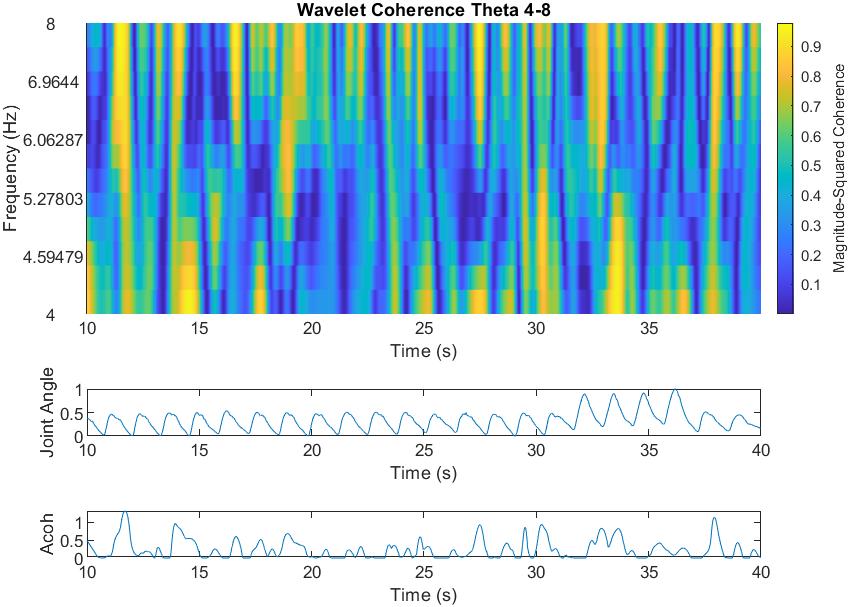 Wavelet Coherence Theta 4-8
8
6.9644
6.06287
5.27803
4.59479
4
Frequency (Hz)
10 15 20 25 30 35
Time (s)
0.9
0.8
0.7
0.6
0.5
0.4
0.3
0.2
0.1
Magnitude-Squared Coherence
Joint Angle
1
0.5
0
10 15 20 25 30 35 40
Time (s)
Acoh
1
0.5
0
10 15 20 25 30 35 40
Time (s)